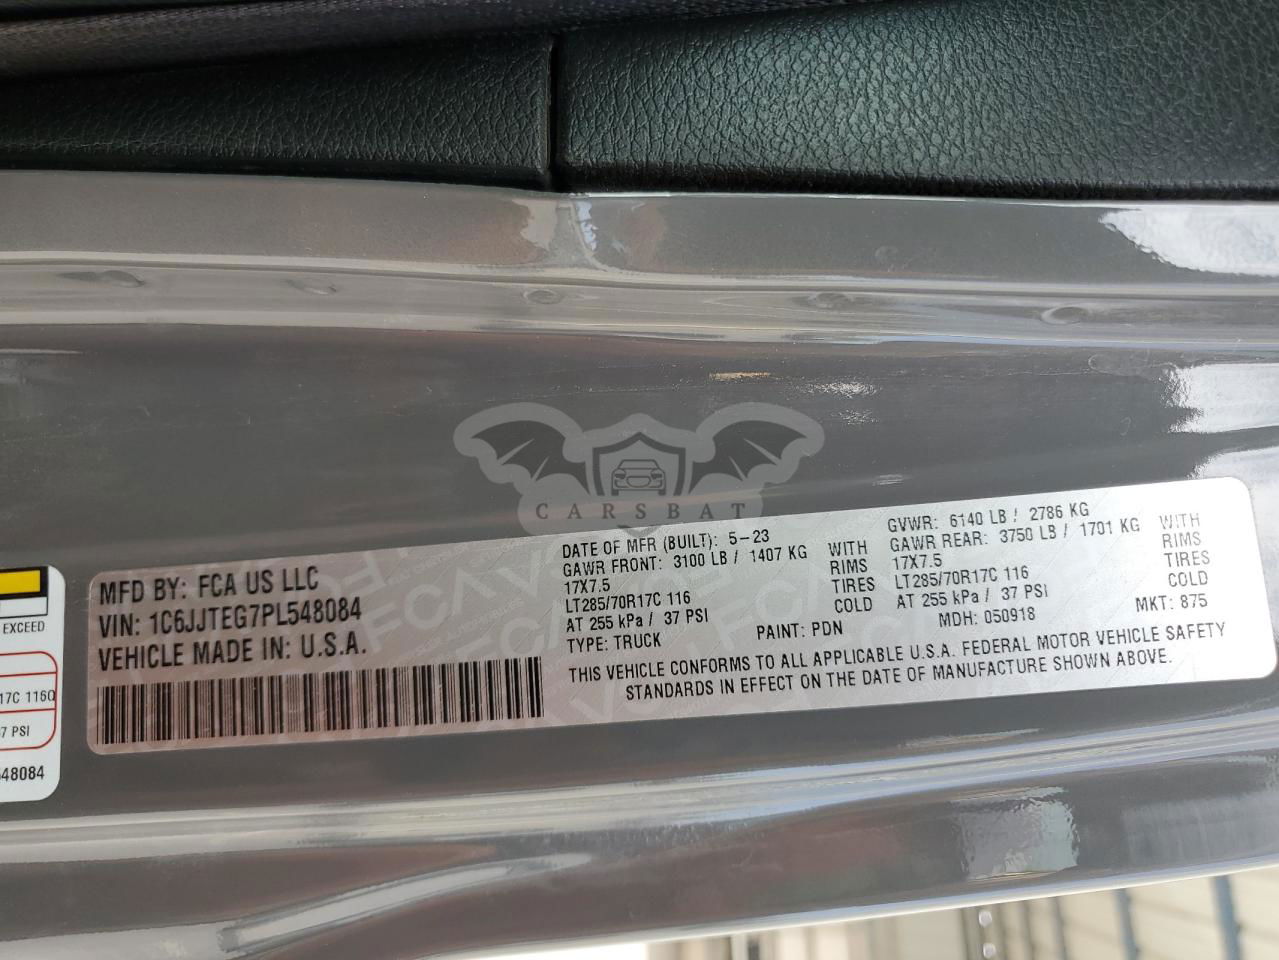 CARSBAT
MFD BY: FCA US LLC
VIN: 1C6JJTEG7PL548084
VEHICLE MADE IN: U.S.A.
DATE OF MFR (BUILT): 5-23 GVWR: 6140 LB / 2786 KG
GAWR FRONT: 3100 LB / 1407 KG WITH GAWR REAR: 3750 LB / 1701 KG WITH
17X7.5 RIMS 17X7.5 RIMS
LT285/70R17C 116 TIRES LT285/70R17C 116 TIRES
AT 255 kPa / 37 PSI COLD AT 255 kPa / 37 PSI COLD
TYPE: TRUCK PAINT: PDN MDH: 050918 MKT: 875
THIS VEHICLE CONFORMS TO ALL APPLICABLE U.S.A. FEDERAL MOTOR VEHICLE SAFETY
STANDARDS IN EFFECT ON THE DATE OF MANUFACTURE SHOWN ABOVE.
EXCEED
17C 116Q
7 PSI
548084